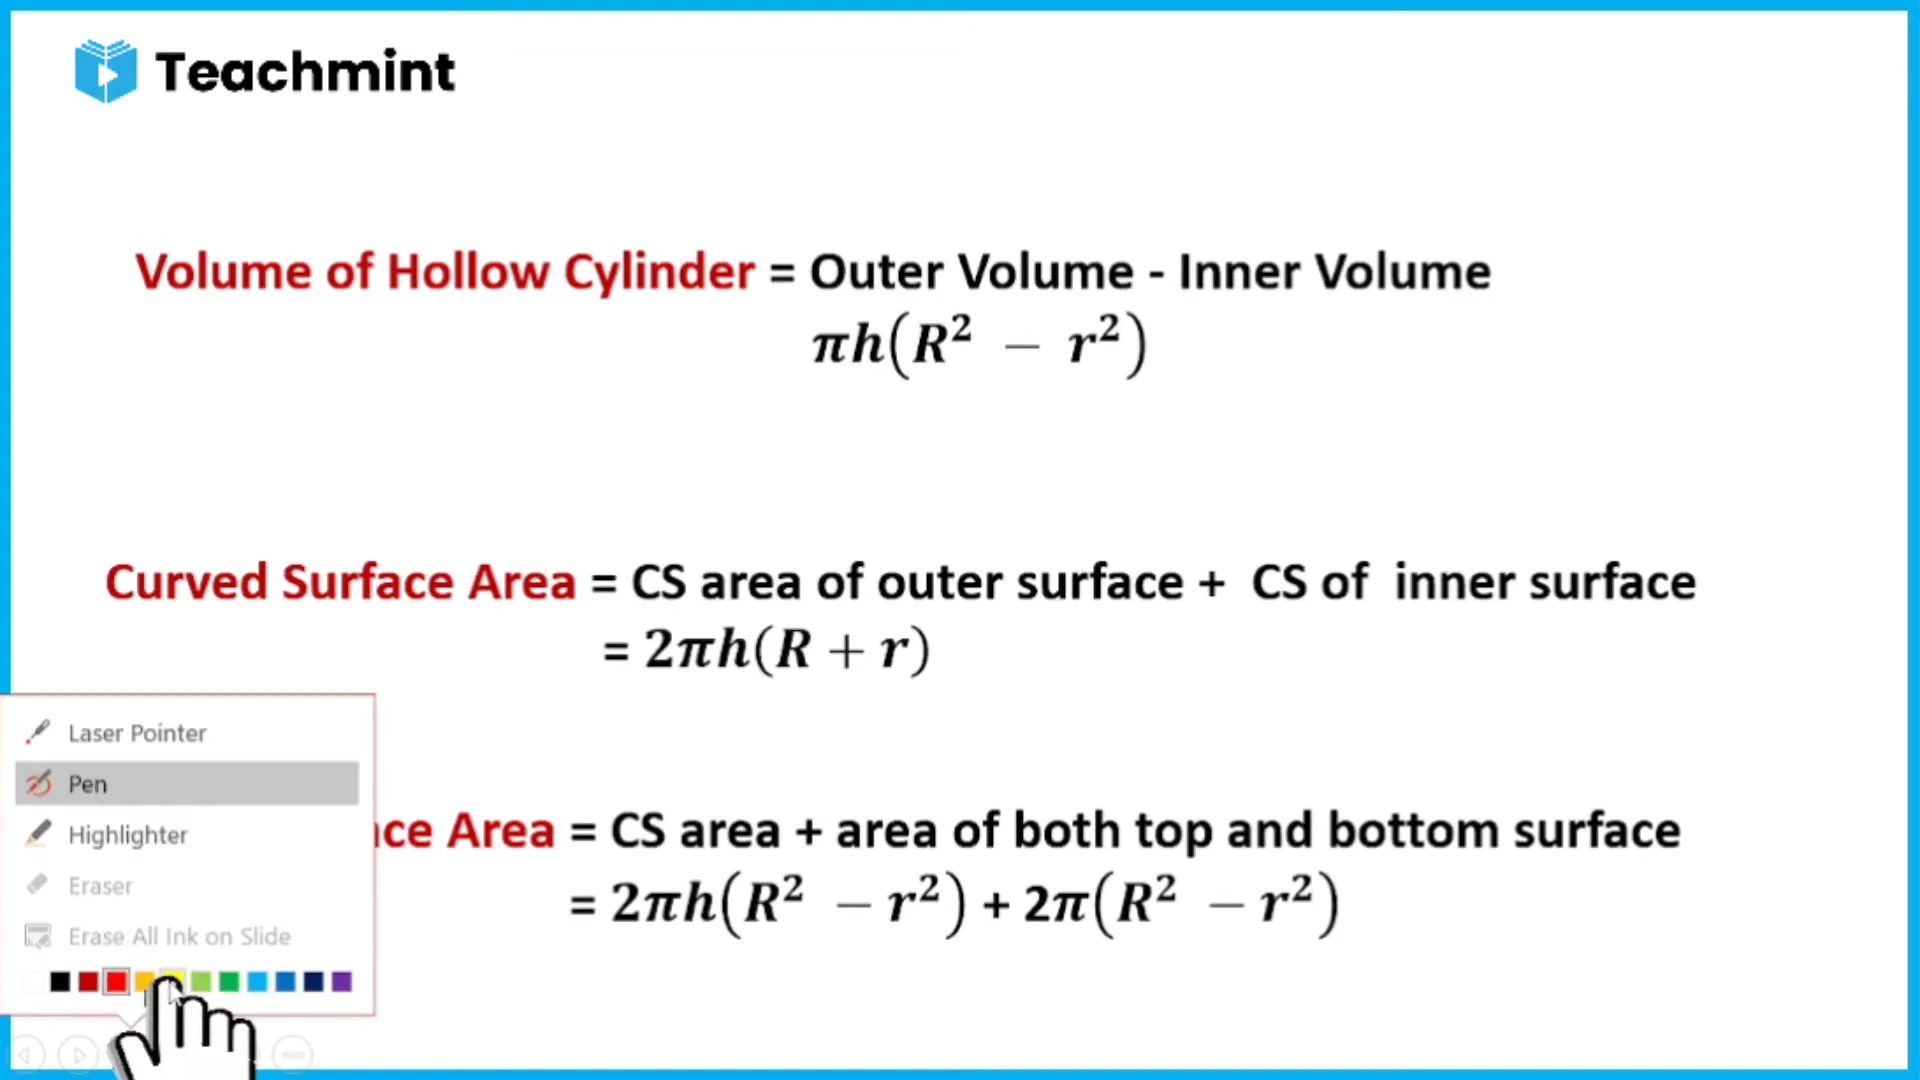 Teachmint
Volume of Hollow Cylinder = Outer Volume - Inner Volume
πh(R² − r²)
Curved Surface Area = CS area of outer surface + CS of inner surface
= 2πh(R + r)
Laser Pointer
Pen
Highlighter
ce Area = CS area + area of both top and bottom surface
Eraser
= 2πh(R² − r²) + 2π(R² − r²)
Erase All Ink on Slide